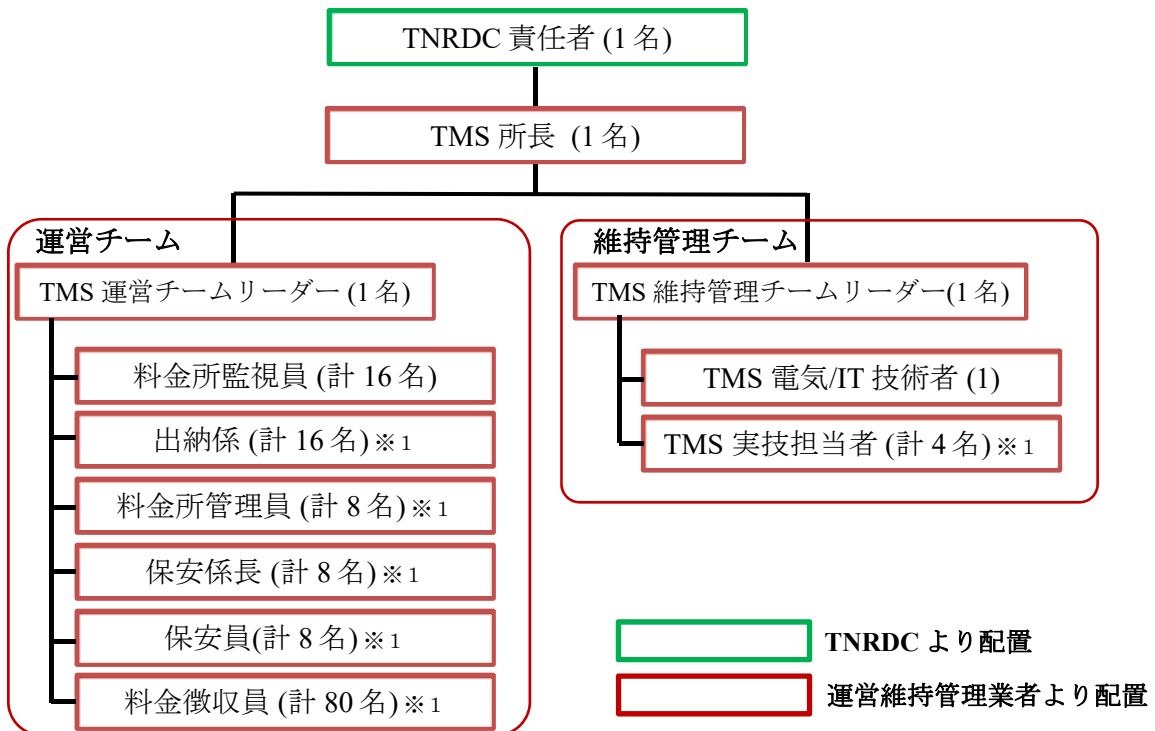 TNRDC 責任者 (1 名)
TMS 所長 (1 名)
運営チーム
TMS 運営チームリーダー (1 名)
料金所監視員 (計 16 名)
出納係 (計 16 名)※1
料金所管理員 (計 8 名)※1
保安係長 (計 8 名)※1
保安員(計 8 名)※1
料金徴収員 (計 80 名)※1
維持管理チーム
TMS 維持管理チームリーダー(1 名)
TMS 電気/IT 技術者 (1)
TMS 実技担当者 (計 4 名)※1
TNRDC より配置
運営維持管理業者より配置